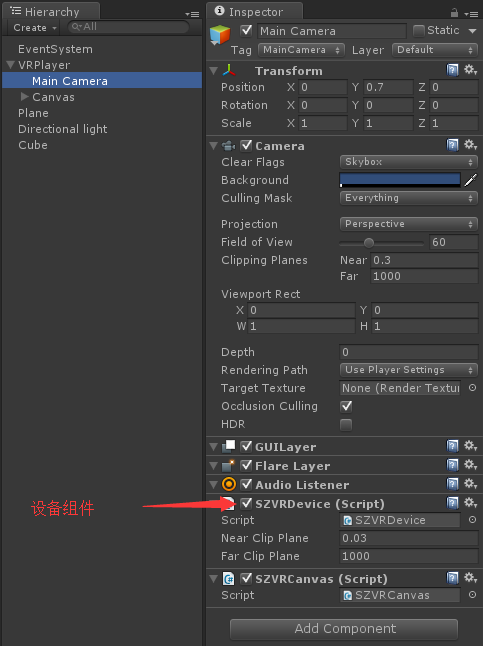 Hierarchy
Create
All
EventSystem
VRPlayer
Main Camera
Canvas
Plane
Directional light
Cube
设备组件
Inspector
Main Camera
Static
Tag MainCamera Layer Default
Transform
Position X 0 Y 0.7 Z 0
Rotation X 0 Y 0 Z 0
Scale X 1 Y 1 Z 1
Camera
Clear Flags Skybox
Background
Culling Mask Everything
Projection Perspective
Field of View 60
Clipping Planes Near 0.3
Far 1000
Viewport Rect
X 0 Y 0
W 1 H 1
Depth 0
Rendering Path Use Player Settings
Target Texture None (Render Textur
Occlusion Culling
HDR
GUILayer
Flare Layer
Audio Listener
SZVRDevice (Script)
Script SZVRDevice
Near Clip Plane 0.03
Far Clip Plane 1000
SZVRCanvas (Script)
Script SZVRCanvas
Add Component